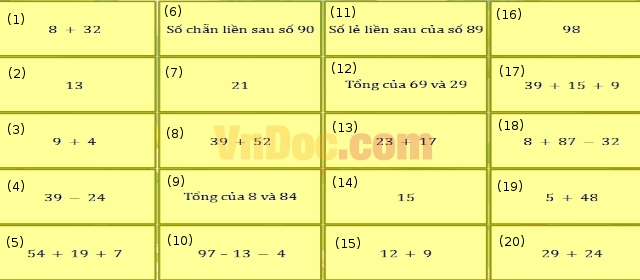 (1) 8 + 32
(2) 13
(3) 9 + 4
(4) 39 − 24
(5) 54 + 19 + 7
(6) Số chẵn liền sau số 90
(7) 21
(8) 39 + 52
(9) Tổng của 8 và 84
(10) 97 - 13 − 4
(11) Số lẻ liền sau của số 89
(12) Tổng của 69 và 29
(13) 23 + 17
(14) 15
(15) 12 + 9
(16) 98
(17) 39 + 15 + 9
(18) 8 + 87 − 32
(19) 5 + 48
(20) 29 + 24
VnDoc.com